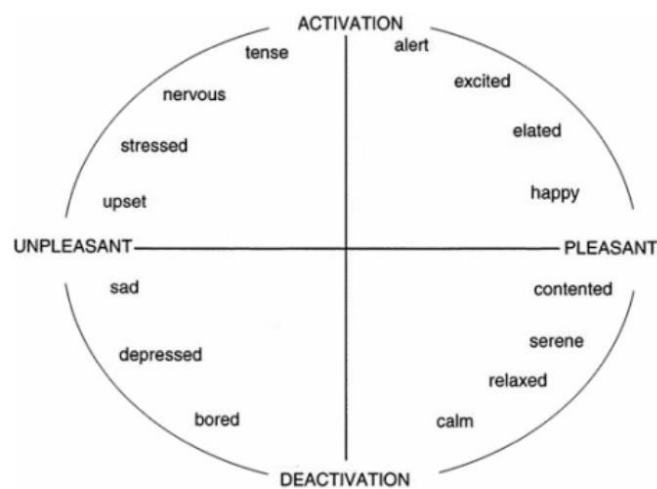 ACTIVATION
tense
alert
nervous
excited
stressed
elated
upset
happy
UNPLEASANT
PLEASANT
sad
contented
depressed
serene
relaxed
bored
calm
DEACTIVATION